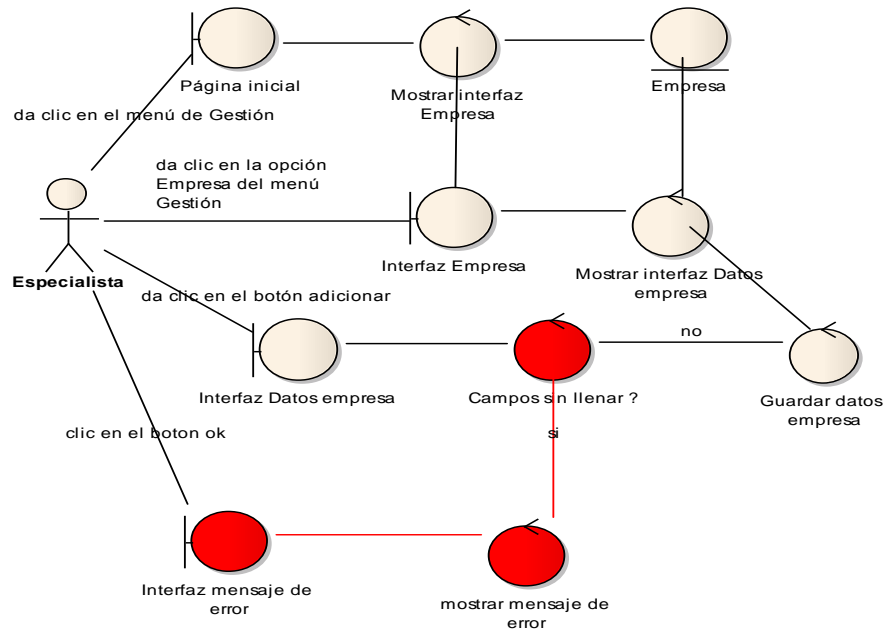 Página inicial
Mostrar interfaz
Empresa
Empresa
da clic en el menú de Gestión
da clic en la opción
Empresa del menú
Gestión
Interfaz Empresa
Mostrar interfaz Datos
empresa
Especialista
da clic en el botón adicionar
no
Interfaz Datos empresa
Campos sin llenar ?
Guardar datos
empresa
clic en el boton ok
si
Interfaz mensaje de
error
mostrar mensaje de
error